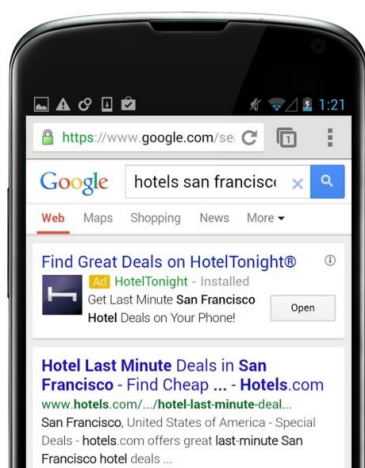 1:21
https://www.google.com/se
1
Google hotels san francisc
Web Maps Shopping News More
Find Great Deals on HotelTonight®
Ad HotelTonight - Installed
Get Last Minute San Francisco
Hotel Deals on Your Phone!
Open
Hotel Last Minute Deals in San
Francisco - Find Cheap ... - Hotels.com
www.hotels.com/.../hotel-last-minute-deal...
San Francisco, United States of America - Special
Deals - hotels.com offers great last-minute San
Francisco hotel deals ...